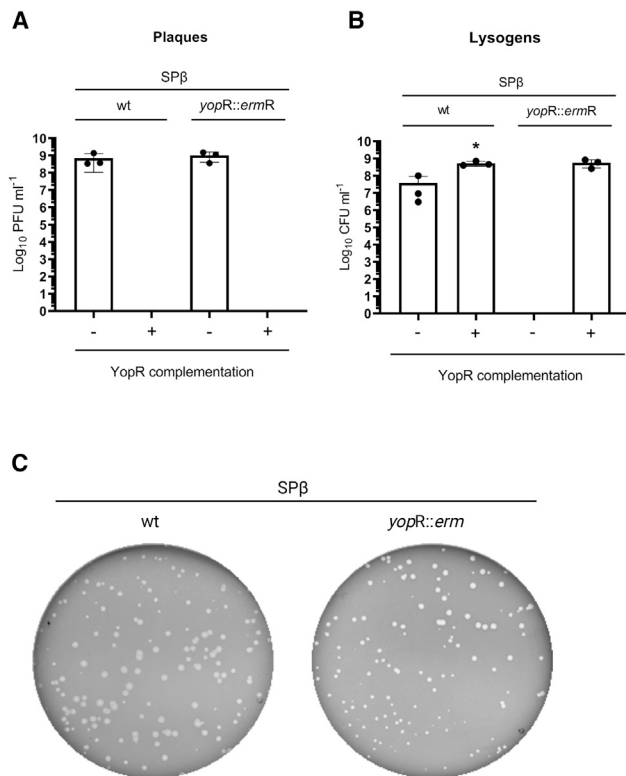 A
Plaques
SPβ
wt
yopR::ermR
Log10 PFU ml-1
10
9
8
7
6
5
4
3
2
1
0
- + - +
YopR complementation
B
Lysogens
SPβ
wt
yopR::ermR
*
Log10 CFU ml-1
10
9
8
7
6
5
4
3
2
1
0
- + - +
YopR complementation
C
SPβ
wt
yopR::erm